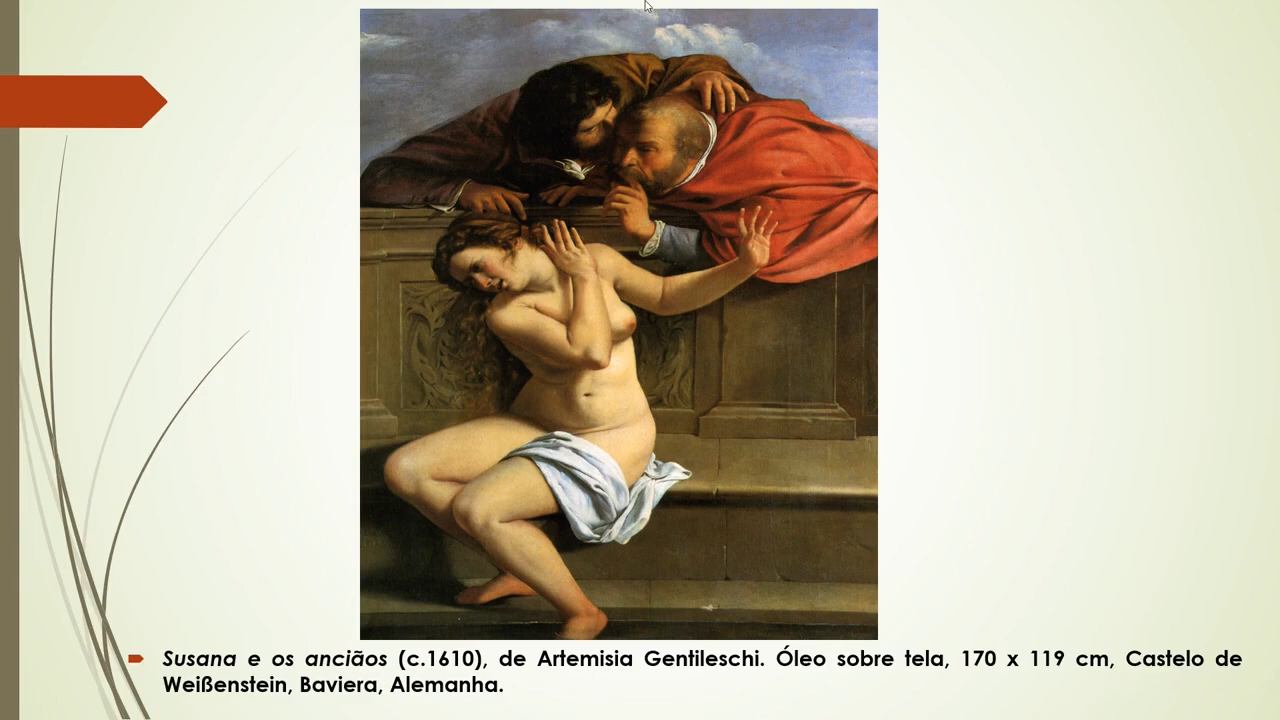 Susana e os anciãos (c.1610), de Artemisia Gentileschi. Óleo sobre tela, 170 x 119 cm, Castelo de
Weißenstein, Baviera, Alemanha.